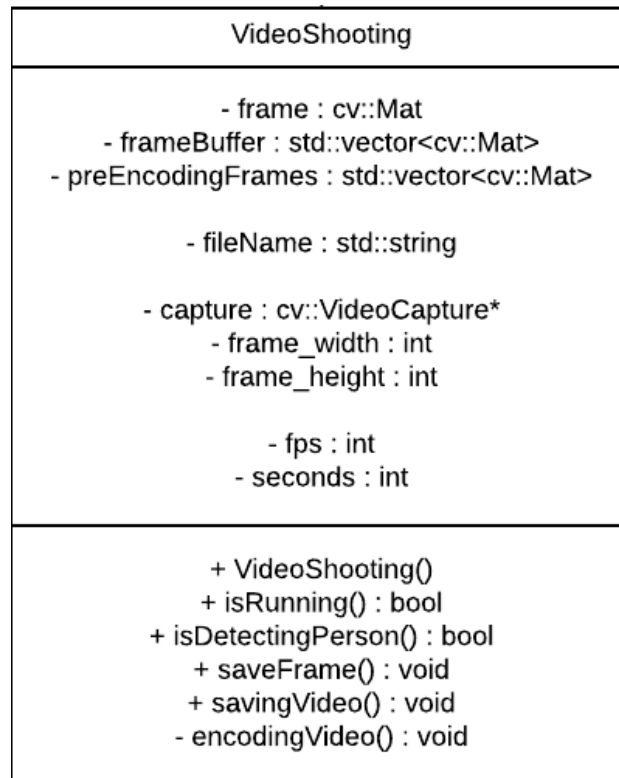 VideoShooting
- frame : cv::Mat
- frameBuffer : std::vector<cv::Mat>
- preEncodingFrames : std::vector<cv::Mat>
- fileName : std::string
- capture : cv::VideoCapture*
- frame_width : int
- frame_height : int
- fps : int
- seconds : int
+ VideoShooting()
+ isRunning() : bool
+ isDetectingPerson() : bool
+ saveFrame() : void
+ savingVideo() : void
- encodingVideo() : void